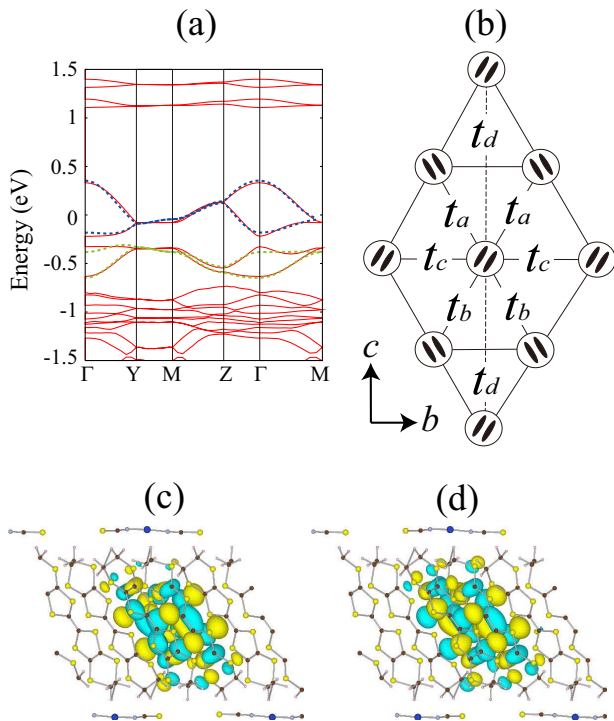 (a)
1.5
1
0.5
0
-0.5
-1
-1.5
Energy (eV)
Γ Y M Z Γ M
(b)
t_d
t_a t_a
t_c t_c
t_b t_b
t_d
c
b
(c)
(d)